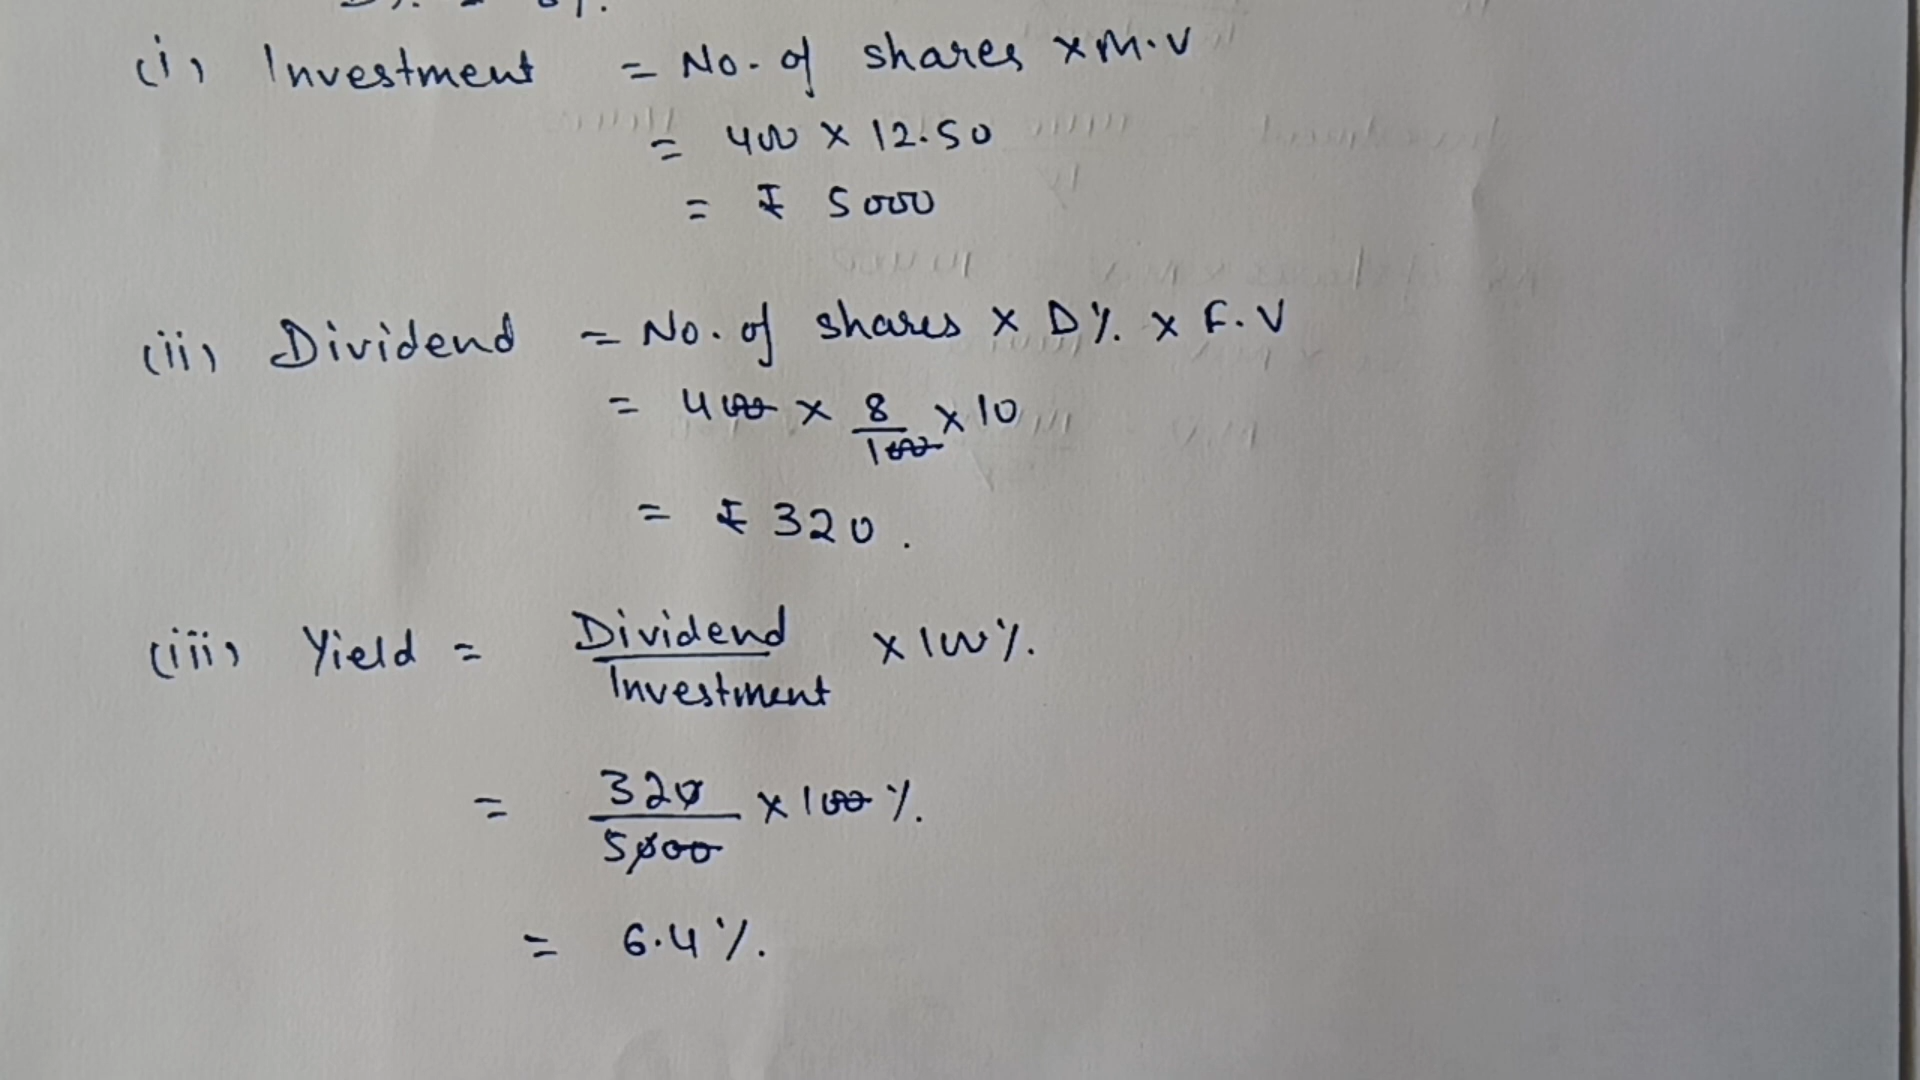 (i) Investment = No. of shares × M.V
= 400 × 12.50
= ₹ 5000
(ii) Dividend = No. of shares × D% × F.V
= 400 × 8/100 × 10
= ₹ 320.
(iii) Yield = Dividend/Investment × 100%
= 320/5000 × 100%
= 6.4%